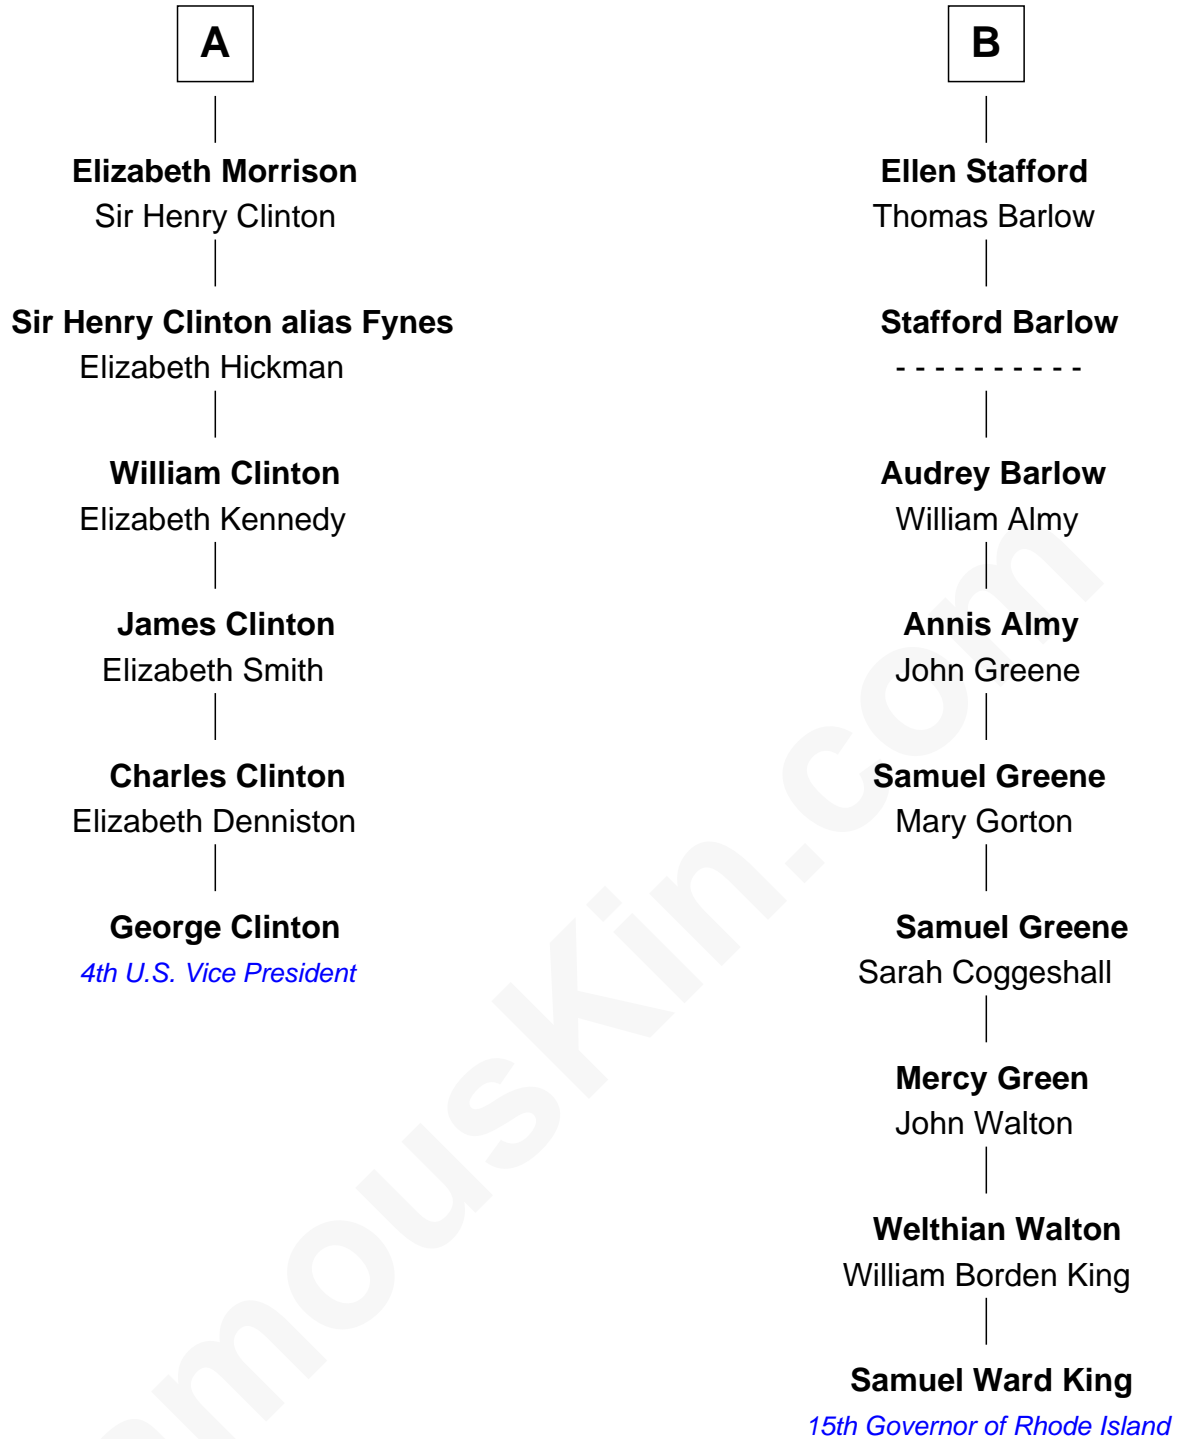 A
Elizabeth Morrison
Sir Henry Clinton
Sir Henry Clinton alias Fynes
Elizabeth Hickman
William Clinton
Elizabeth Kennedy
James Clinton
Elizabeth Smith
Charles Clinton
Elizabeth Denniston
George Clinton
4th U.S. Vice President
B
Ellen Stafford
Thomas Barlow
Stafford Barlow
- - - - - - - - - -
Audrey Barlow
William Almy
Annis Almy
John Greene
Samuel Greene
Mary Gorton
Samuel Greene
Sarah Coggeshall
Mercy Green
John Walton
Welthian Walton
William Borden King
Samuel Ward King
15th Governor of Rhode Island
amouskin.com